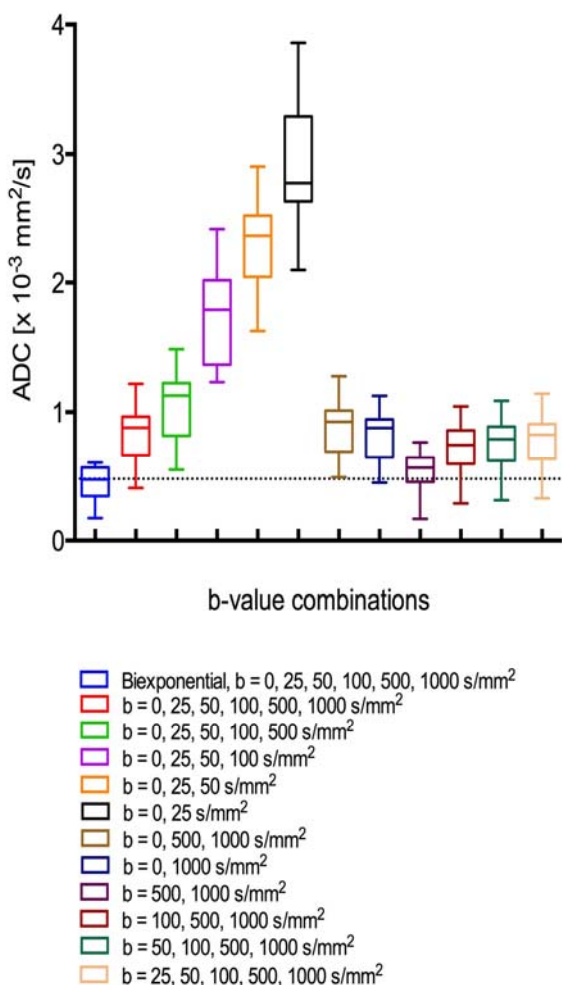 4
3
2
1
0
ADC [x 10⁻³ mm²/s]
b-value combinations
Biexponential, b = 0, 25, 50, 100, 500, 1000 s/mm²
b = 0, 25, 50, 100, 500, 1000 s/mm²
b = 0, 25, 50, 100, 500 s/mm²
b = 0, 25, 50, 100 s/mm²
b = 0, 25, 50 s/mm²
b = 0, 25 s/mm²
b = 0, 500, 1000 s/mm²
b = 0, 1000 s/mm²
b = 500, 1000 s/mm²
b = 100, 500, 1000 s/mm²
b = 50, 100, 500, 1000 s/mm²
b = 25, 50, 100, 500, 1000 s/mm²